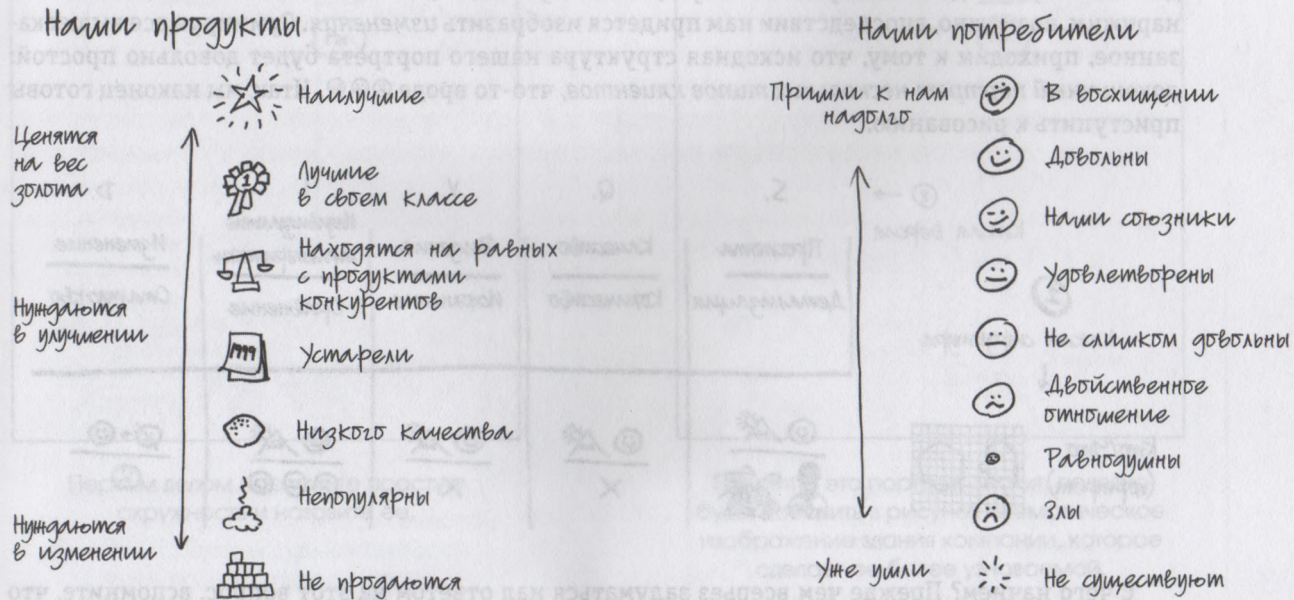 Наши продукты
Наилучшие
Ценятся
на вес
золота
1
Лучшие
в своем классе
Находятся на равных
с продуктами
конкурентов
Нуждаются
в улучшении
1999
Устарели
Низкого качества
Непопулярны
Нуждаются
в изменении
Не продаются
Наши потребители
Пришли к нам
надолго
В восхищении
Довольны
Наши союзники
Удовлетворены
Не слишком довольны
Двойственное
отношение
Равнодушны
Злы
Уже ушли
Не существуют